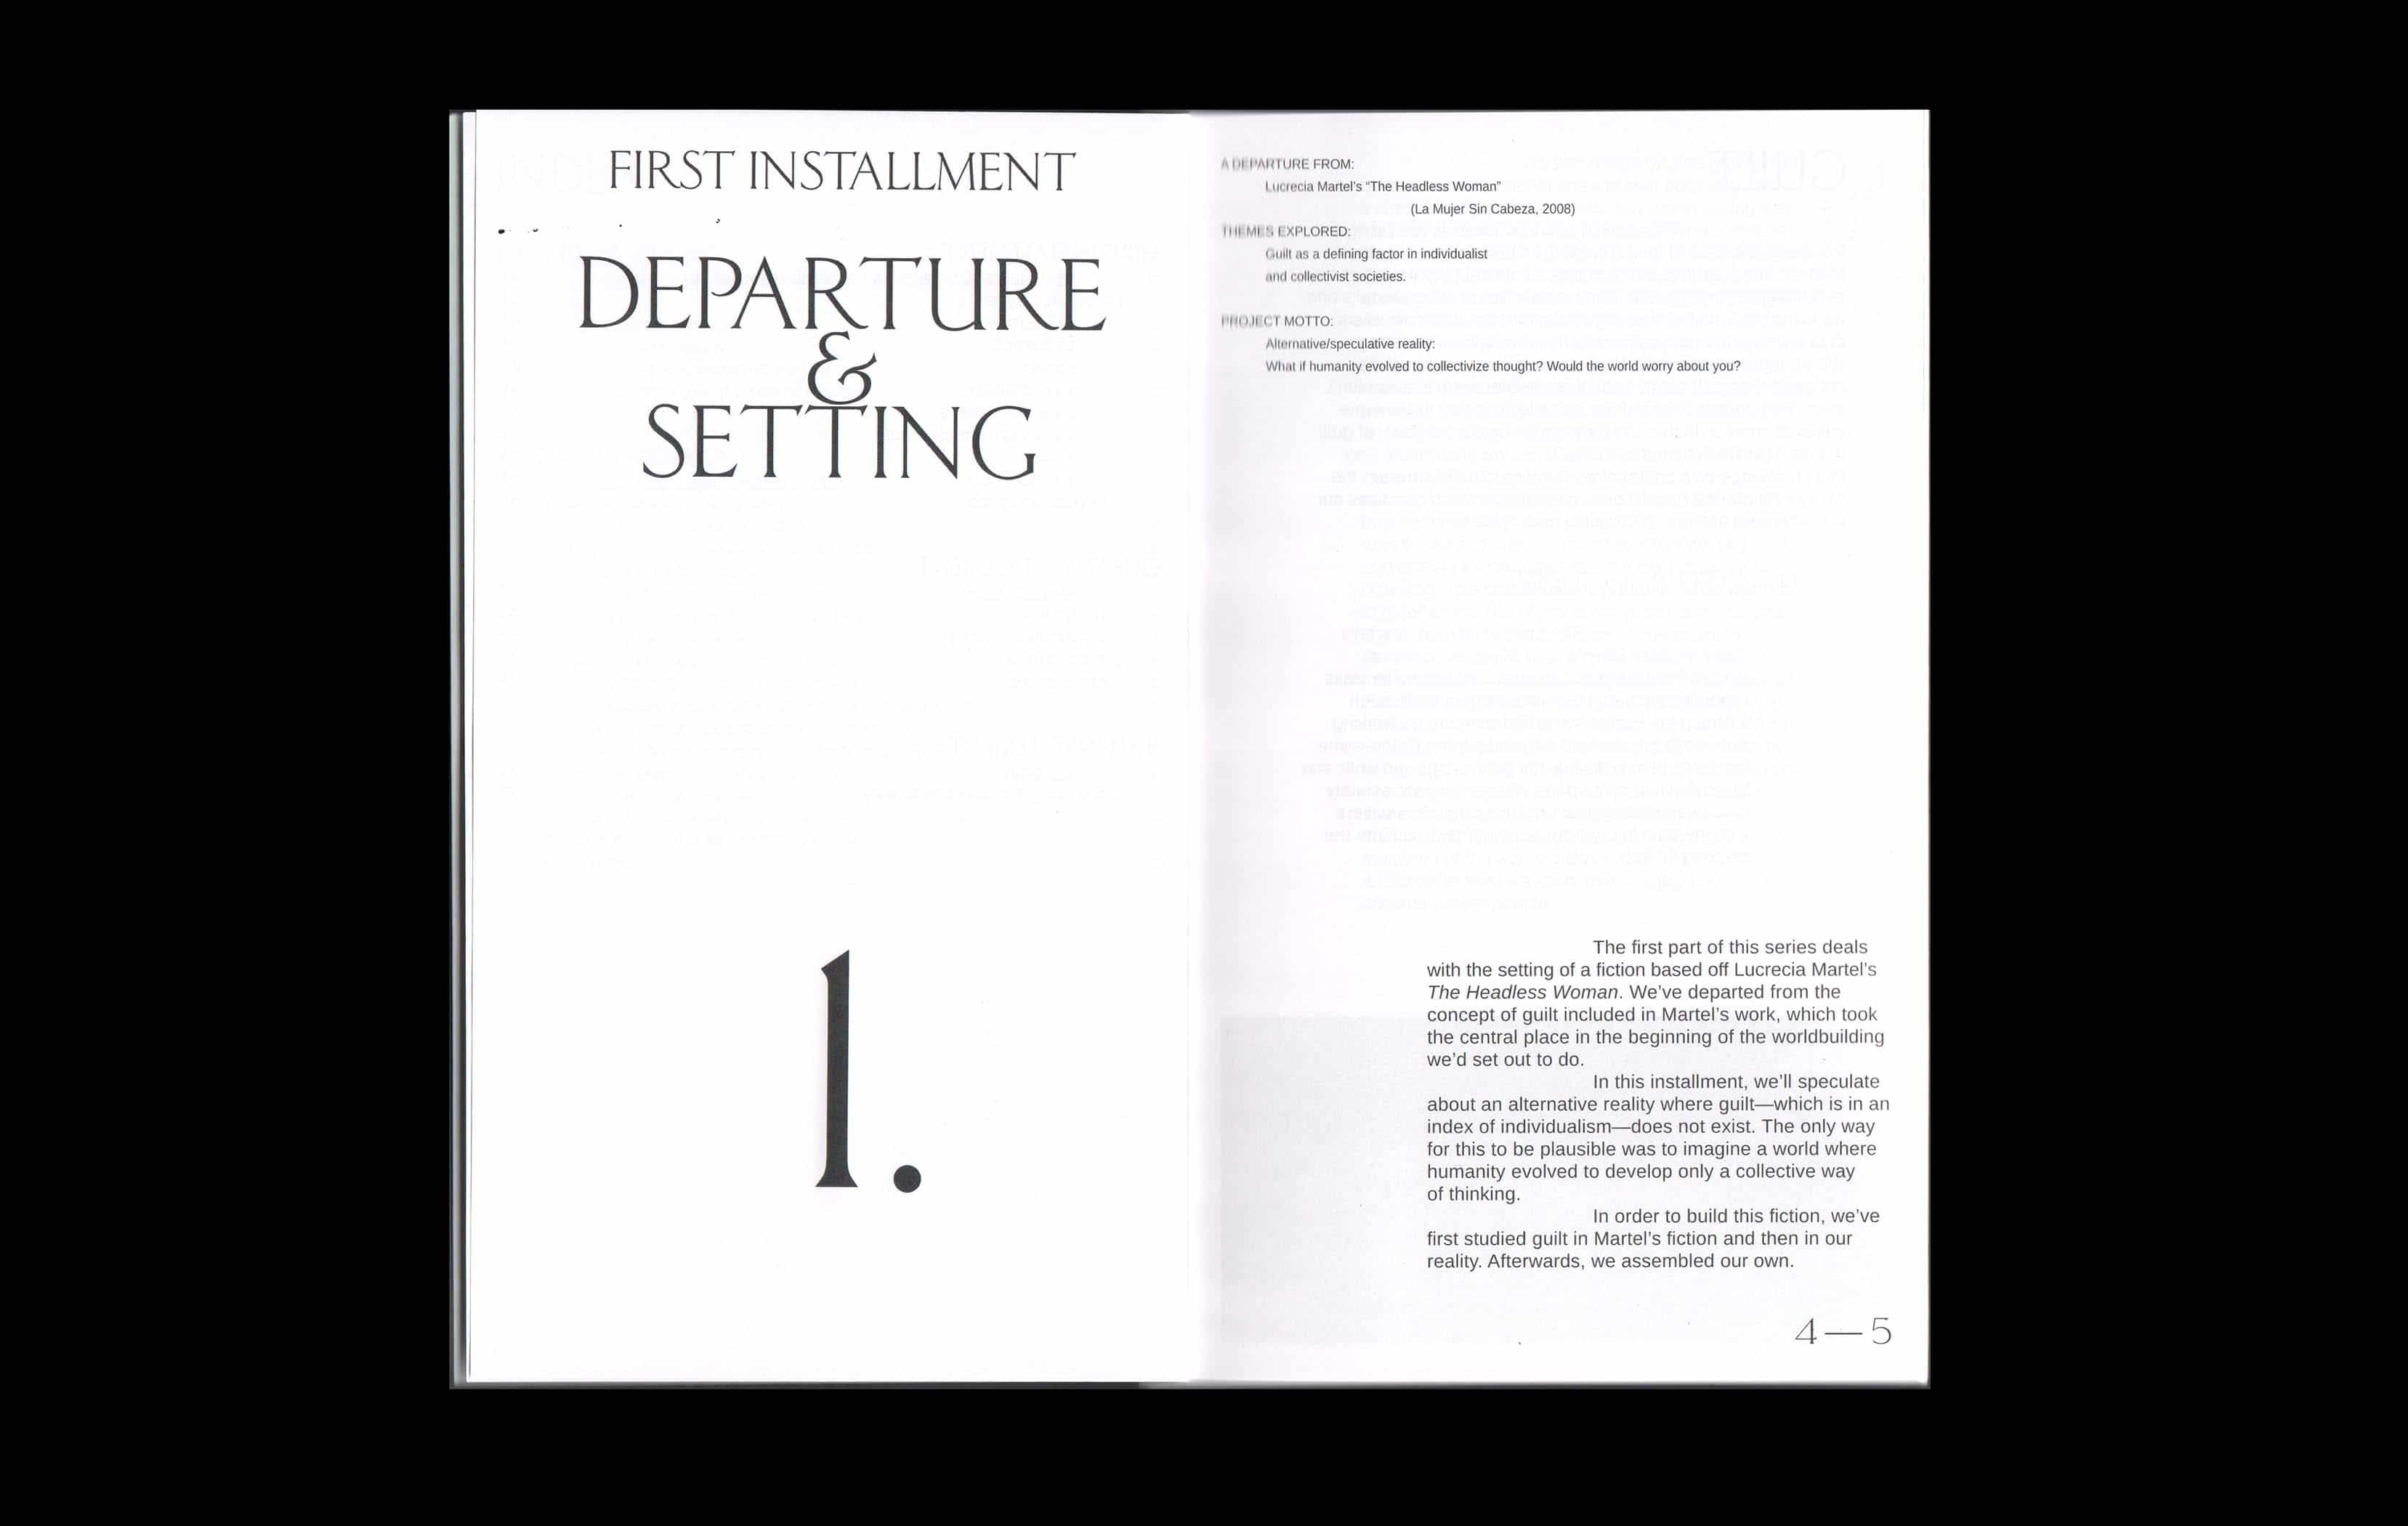 FIRST INSTALLMENT
DEPARTURE
&
SETTING
1.
A DEPARTURE FROM:
Lucrecia Martel's “The Headless Woman”
(La Mujer Sin Cabeza, 2008)
THEMES EXPLORED:
Guilt as a defining factor in individualist
and collectivist societies.
PROJECT MOTTO:
Alternative/speculative reality:
What if humanity evolved to collectivize thought? Would the world worry about you?
The first part of this series deals
with the setting of a fiction based off Lucrecia Martel's
The Headless Woman. We've departed from the
concept of guilt included in Martel's work, which took
the central place in the beginning of the worldbuilding
we'd set out to do.
In this installment, we'll speculate
about an alternative reality where guilt—which is in an
index of individualism—does not exist. The only way
for this to be plausible was to imagine a world where
humanity evolved to develop only a collective way
of thinking.
In order to build this fiction, we've
first studied guilt in Martel's fiction and then in our
reality. Afterwards, we assembled our own.
4—5